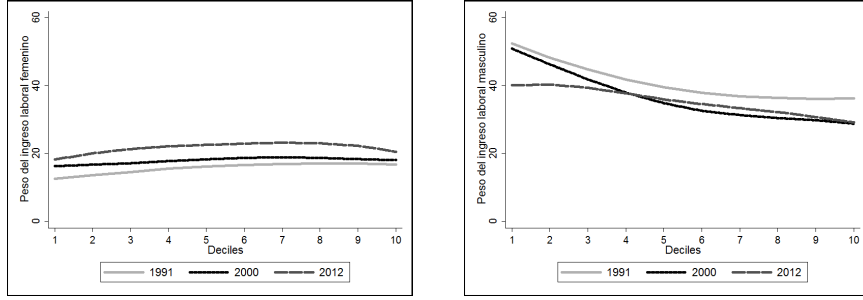 Peso del ingreso laboral femenino
60
40
20
0
1 2 3 4 5 6 7 8 9 10
Deciles
1991 2000 2012
Peso del ingreso laboral masculino
60
40
20
0
1 2 3 4 5 6 7 8 9 10
Deciles
1991 2000 2012